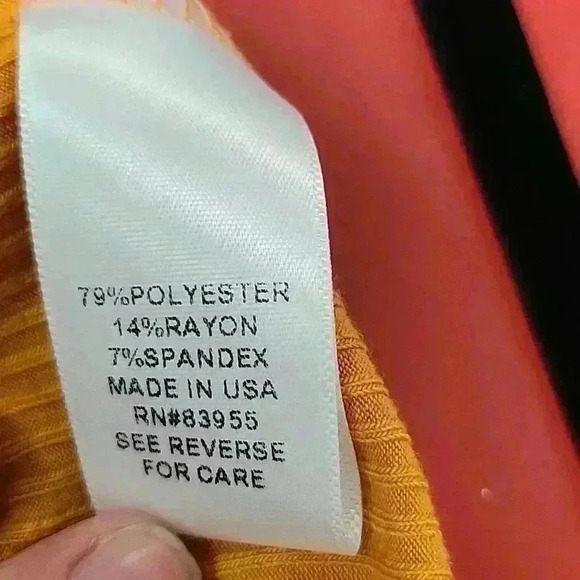 79%POLYESTER
14%RAYON
7%SPANDEX
MADE IN USA
RN#83955
SEE REVERSE
FOR CARE